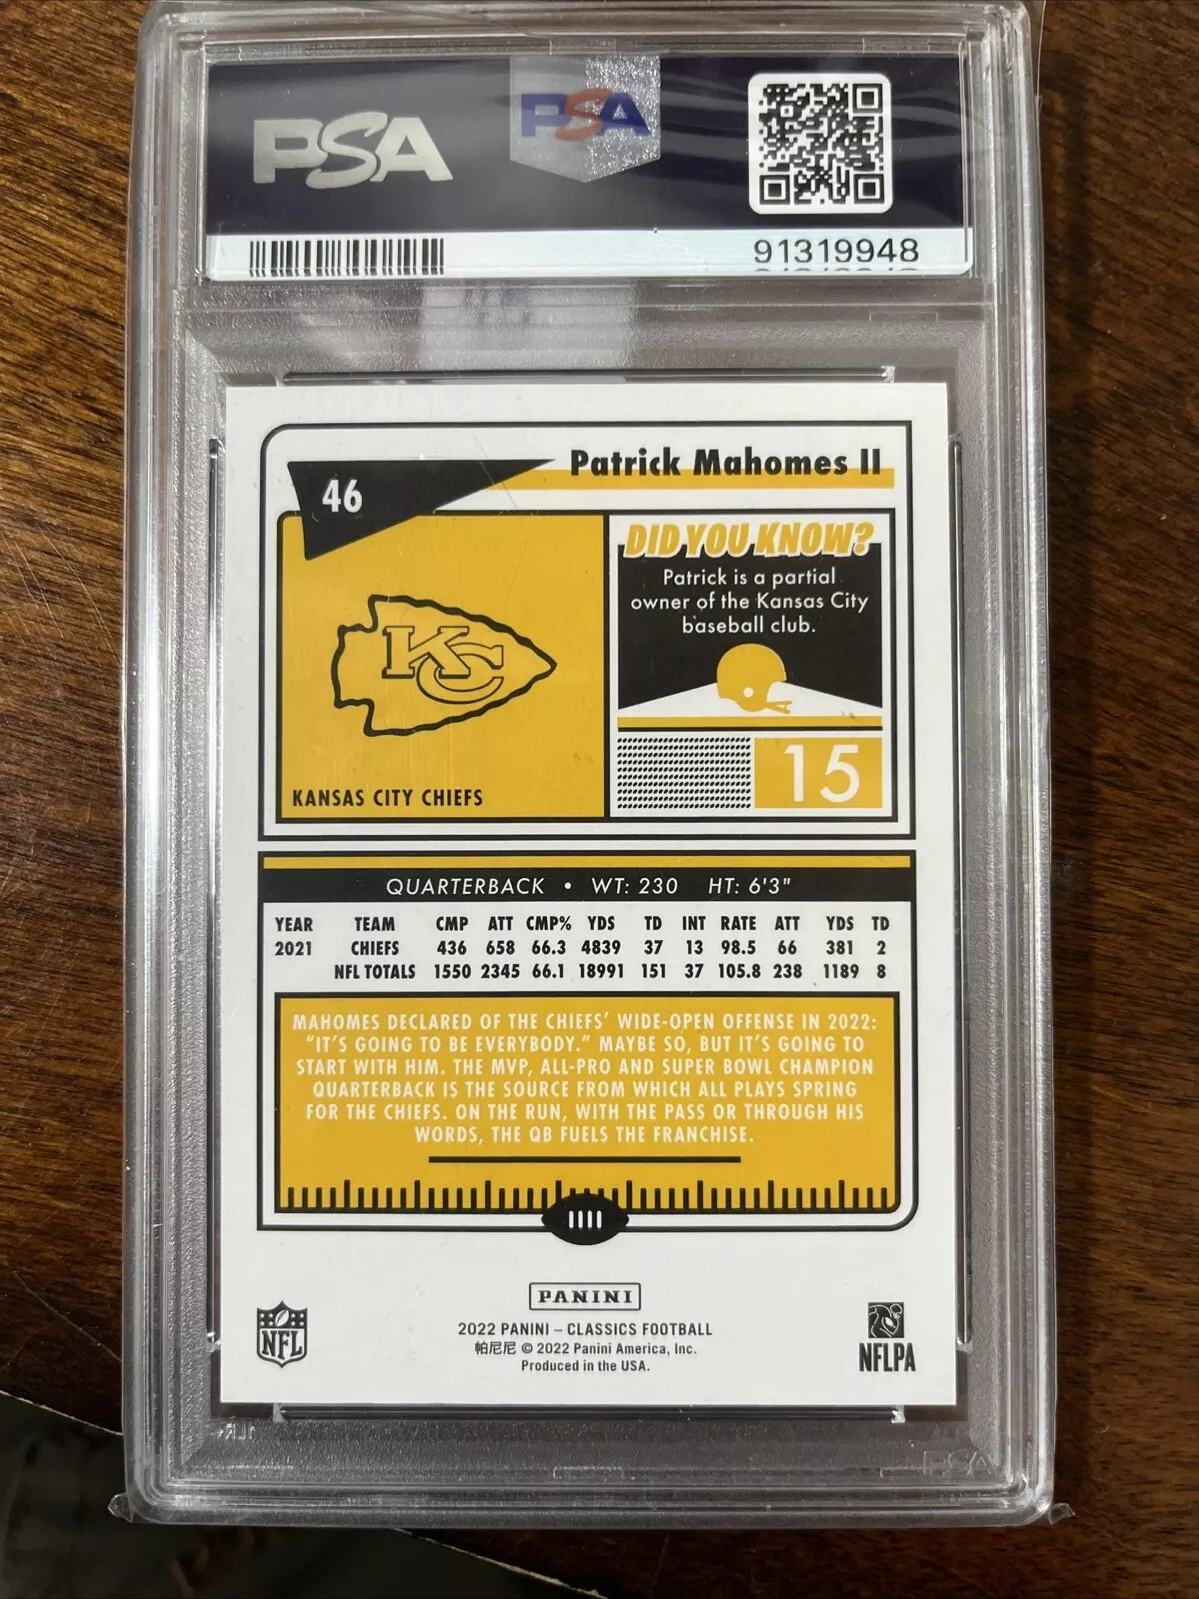 PSA
PSA
91319948
46
Patrick Mahomes II
KC
KANSAS CITY CHIEFS
DID YOU KNOW?
Patrick is a partial
owner of the Kansas City
baseball club.
15
QUARTERBACK • WT: 230 HT: 6'3"
YEAR TEAM CMP ATT CMP% YDS TD INT RATE ATT YDS TD
2021 CHIEFS 436 658 66.3 4839 37 13 98.5 66 381 2
NFL TOTALS 1550 2345 66.1 18991 151 37 105.8 238 1189 8
MAHOMES DECLARED OF THE CHIEFS' WIDE-OPEN OFFENSE IN 2022:
"IT'S GOING TO BE EVERYBODY." MAYBE SO, BUT IT'S GOING TO
START WITH HIM. THE MVP, ALL-PRO AND SUPER BOWL CHAMPION
QUARTERBACK IS THE SOURCE FROM WHICH ALL PLAYS SPRING
FOR THE CHIEFS. ON THE RUN, WITH THE PASS OR THROUGH HIS
WORDS, THE QB FUELS THE FRANCHISE.
PANINI
2022 PANINI – CLASSICS FOOTBALL
帕尼尼 © 2022 Panini America, Inc.
Produced in the USA.
NFL
NFLPA
PSA